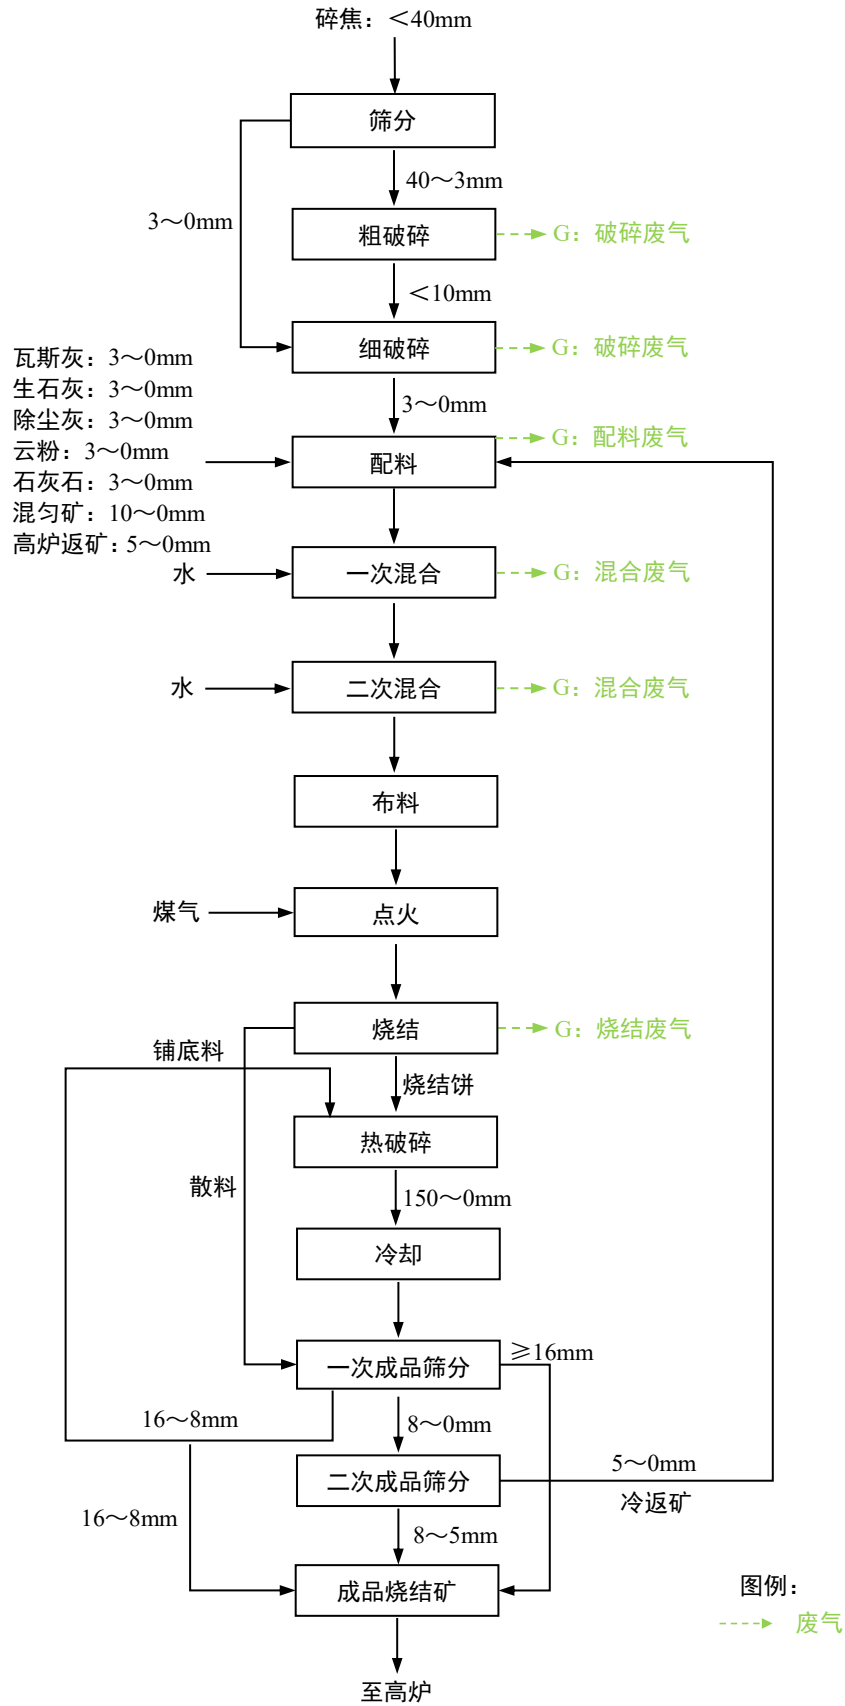 碎焦：＜40mm
筛分
40～3mm
3～0mm
粗破碎
G：破碎废气
＜10mm
细破碎
G：破碎废气
瓦斯灰：3～0mm
生石灰：3～0mm
除尘灰：3～0mm
云粉：3～0mm
石灰石：3～0mm
混匀矿：10～0mm
高炉返矿：5～0mm
3～0mm
G：配料废气
配料
水
一次混合
G：混合废气
水
二次混合
G：混合废气
布料
煤气
点火
烧结
G：烧结废气
铺底料
烧结饼
热破碎
散料
150～0mm
冷却
≥16mm
一次成品筛分
16～8mm
8～0mm
5～0mm
二次成品筛分
冷返矿
16～8mm
8～5mm
成品烧结矿
图例：
废气
至高炉